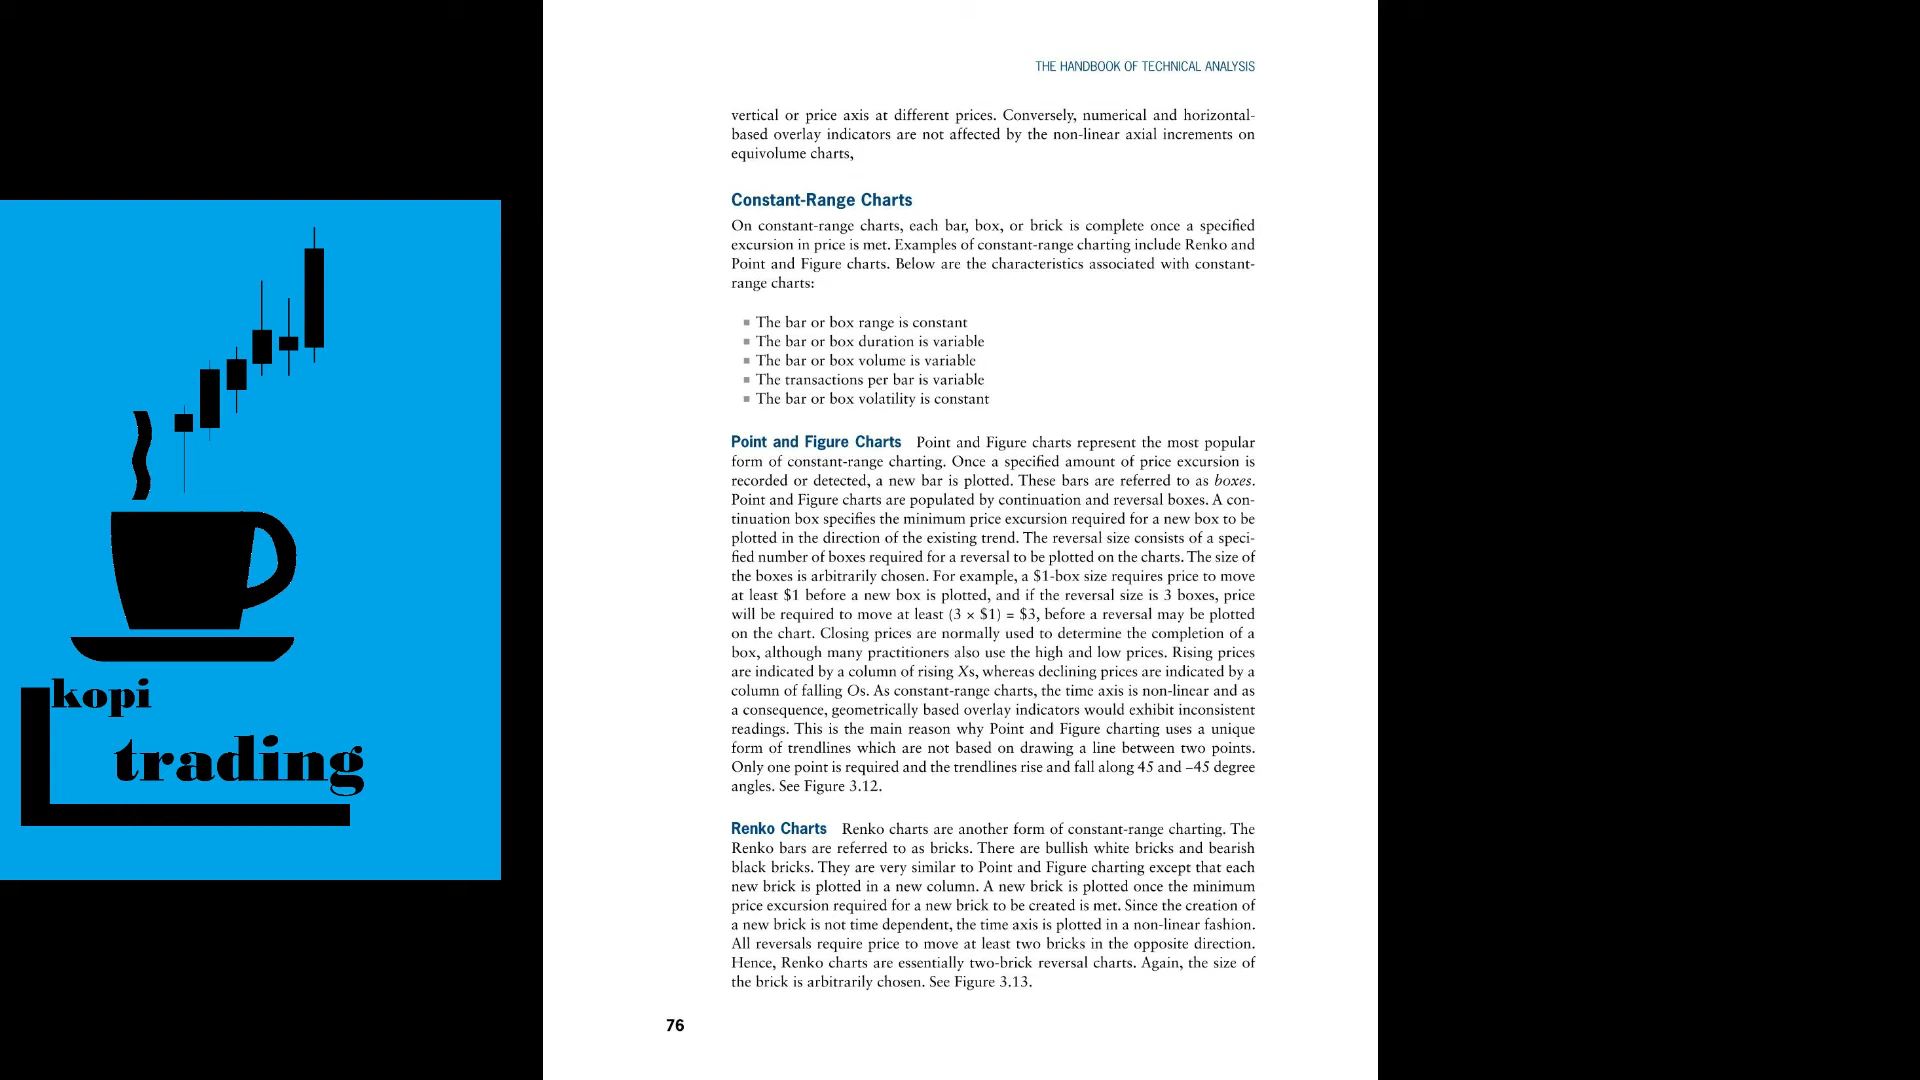 THE HANDBOOK OF TECHNICAL ANALYSIS
vertical or price axis at different prices. Conversely, numerical and horizontal-
based overlay indicators are not affected by the non-linear axial increments on
equivolume charts,
Constant-Range Charts
On constant-range charts, each bar, box, or brick is complete once a specified
excursion in price is met. Examples of constant-range charting include Renko and
Point and Figure charts. Below are the characteristics associated with constant-
range charts:
■ The bar or box range is constant
■ The bar or box duration is variable
■ The bar or box volume is variable
■ The transactions per bar is variable
■ The bar or box volatility is constant
Point and Figure Charts Point and Figure charts represent the most popular
form of constant-range charting. Once a specified amount of price excursion is
recorded or detected, a new bar is plotted. These bars are referred to as boxes.
Point and Figure charts are populated by continuation and reversal boxes. A con-
tinuation box specifies the minimum price excursion required for a new box to be
plotted in the direction of the existing trend. The reversal size consists of a speci-
fied number of boxes required for a reversal to be plotted on the charts. The size of
the boxes is arbitrarily chosen. For example, a $1-box size requires price to move
at least $1 before a new box is plotted, and if the reversal size is 3 boxes, price
will be required to move at least (3 × $1) = $3, before a reversal may be plotted
on the chart. Closing prices are normally used to determine the completion of a
box, although many practitioners also use the high and low prices. Rising prices
are indicated by a column of rising Xs, whereas declining prices are indicated by a
column of falling Os. As constant-range charts, the time axis is non-linear and as
a consequence, geometrically based overlay indicators would exhibit inconsistent
readings. This is the main reason why Point and Figure charting uses a unique
form of trendlines which are not based on drawing a line between two points.
Only one point is required and the trendlines rise and fall along 45 and –45 degree
angles. See Figure 3.12.
Renko Charts Renko charts are another form of constant-range charting. The
Renko bars are referred to as bricks. There are bullish white bricks and bearish
black bricks. They are very similar to Point and Figure charting except that each
new brick is plotted in a new column. A new brick is plotted once the minimum
price excursion required for a new brick to be created is met. Since the creation of
a new brick is not time dependent, the time axis is plotted in a non-linear fashion.
All reversals require price to move at least two bricks in the opposite direction.
Hence, Renko charts are essentially two-brick reversal charts. Again, the size of
the brick is arbitrarily chosen. See Figure 3.13.
76
kopi
trading